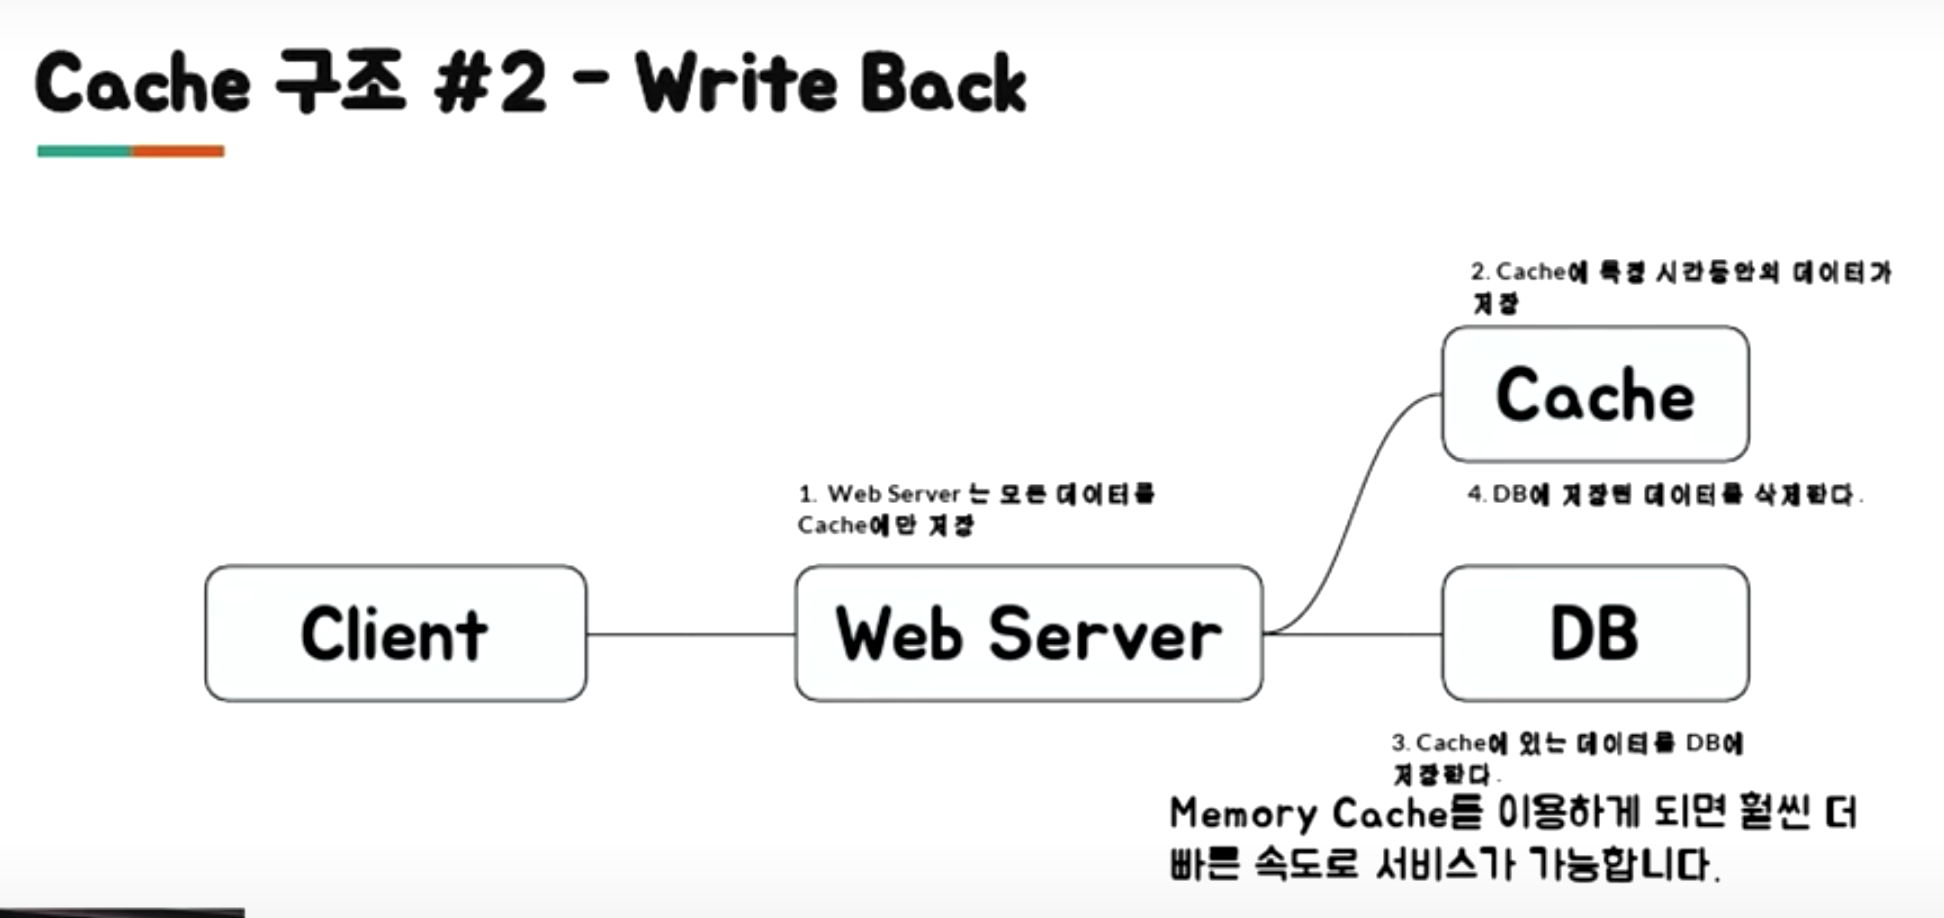 Cache 구조 #2 - Write Back
2. Cache에 특정 시간동안의 데이터가
저장
Cache
1. Web Server 는 모든 데이터를
Cache에만 저장
4. DB에 저장된 데이터를 삭제한다.
Client
Web Server
DB
3. Cache에 있는 데이터를 DB에
저장한다.
Memory Cache를 이용하게 되면 훨씬 더
빠른 속도로 서비스가 가능합니다.